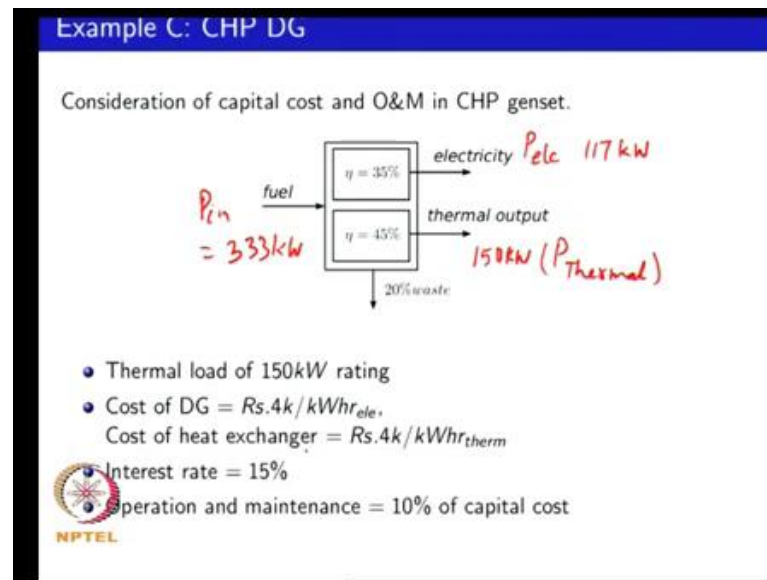 Example C: CHP DG
Consideration of capital cost and O&M in CHP genset.
electricity P_elc 117 kW
η = 35%
fuel
P_in
= 333kW
thermal output
η = 45%
150KW (P_Thermal)
20%waste
Thermal load of 150kW rating
Cost of DG = Rs.4k/kWhr_ele,
Cost of heat exchanger = Rs.4k/kWhr_therm
Interest rate = 15%
Operation and maintenance = 10% of capital cost
NPTEL